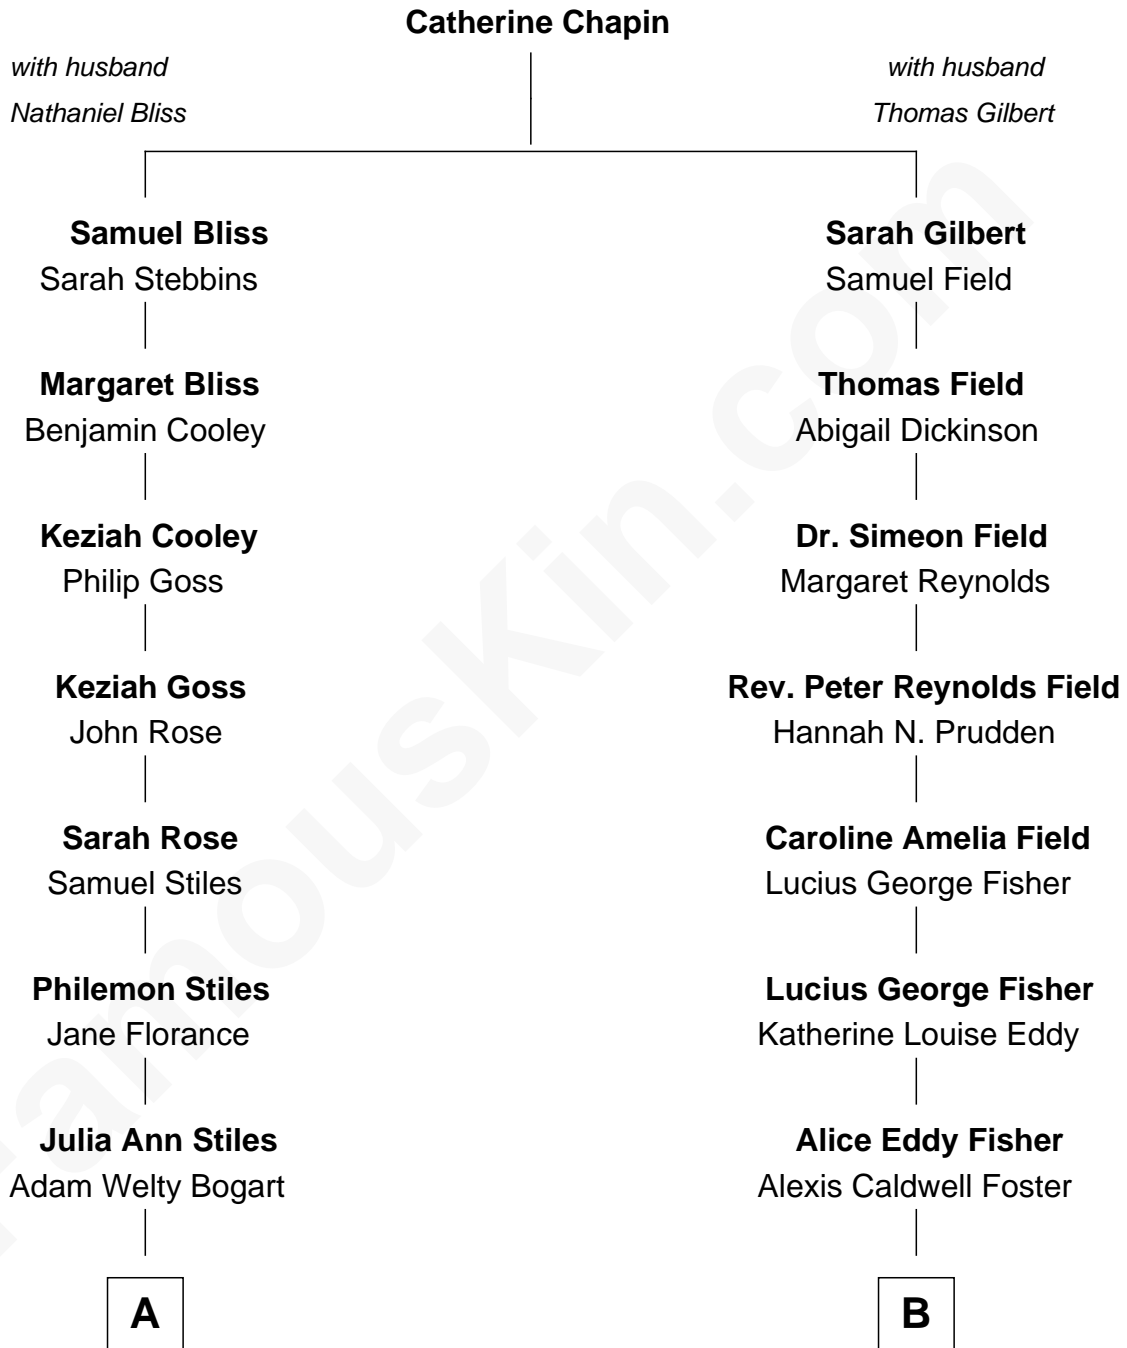 Catherine Chapin
with husband
Nathaniel Bliss
with husband
Thomas Gilbert
Samuel Bliss
Sarah Stebbins
Sarah Gilbert
Samuel Field
Margaret Bliss
Benjamin Cooley
Thomas Field
Abigail Dickinson
Keziah Cooley
Philip Goss
Dr. Simeon Field
Margaret Reynolds
Keziah Goss
John Rose
Rev. Peter Reynolds Field
Hannah N. Prudden
Sarah Rose
Samuel Stiles
Caroline Amelia Field
Lucius George Fisher
Philemon Stiles
Jane Florance
Lucius George Fisher
Katherine Louise Eddy
Julia Ann Stiles
Adam Welty Bogart
Alice Eddy Fisher
Alexis Caldwell Foster
A
B
FamousKin.com